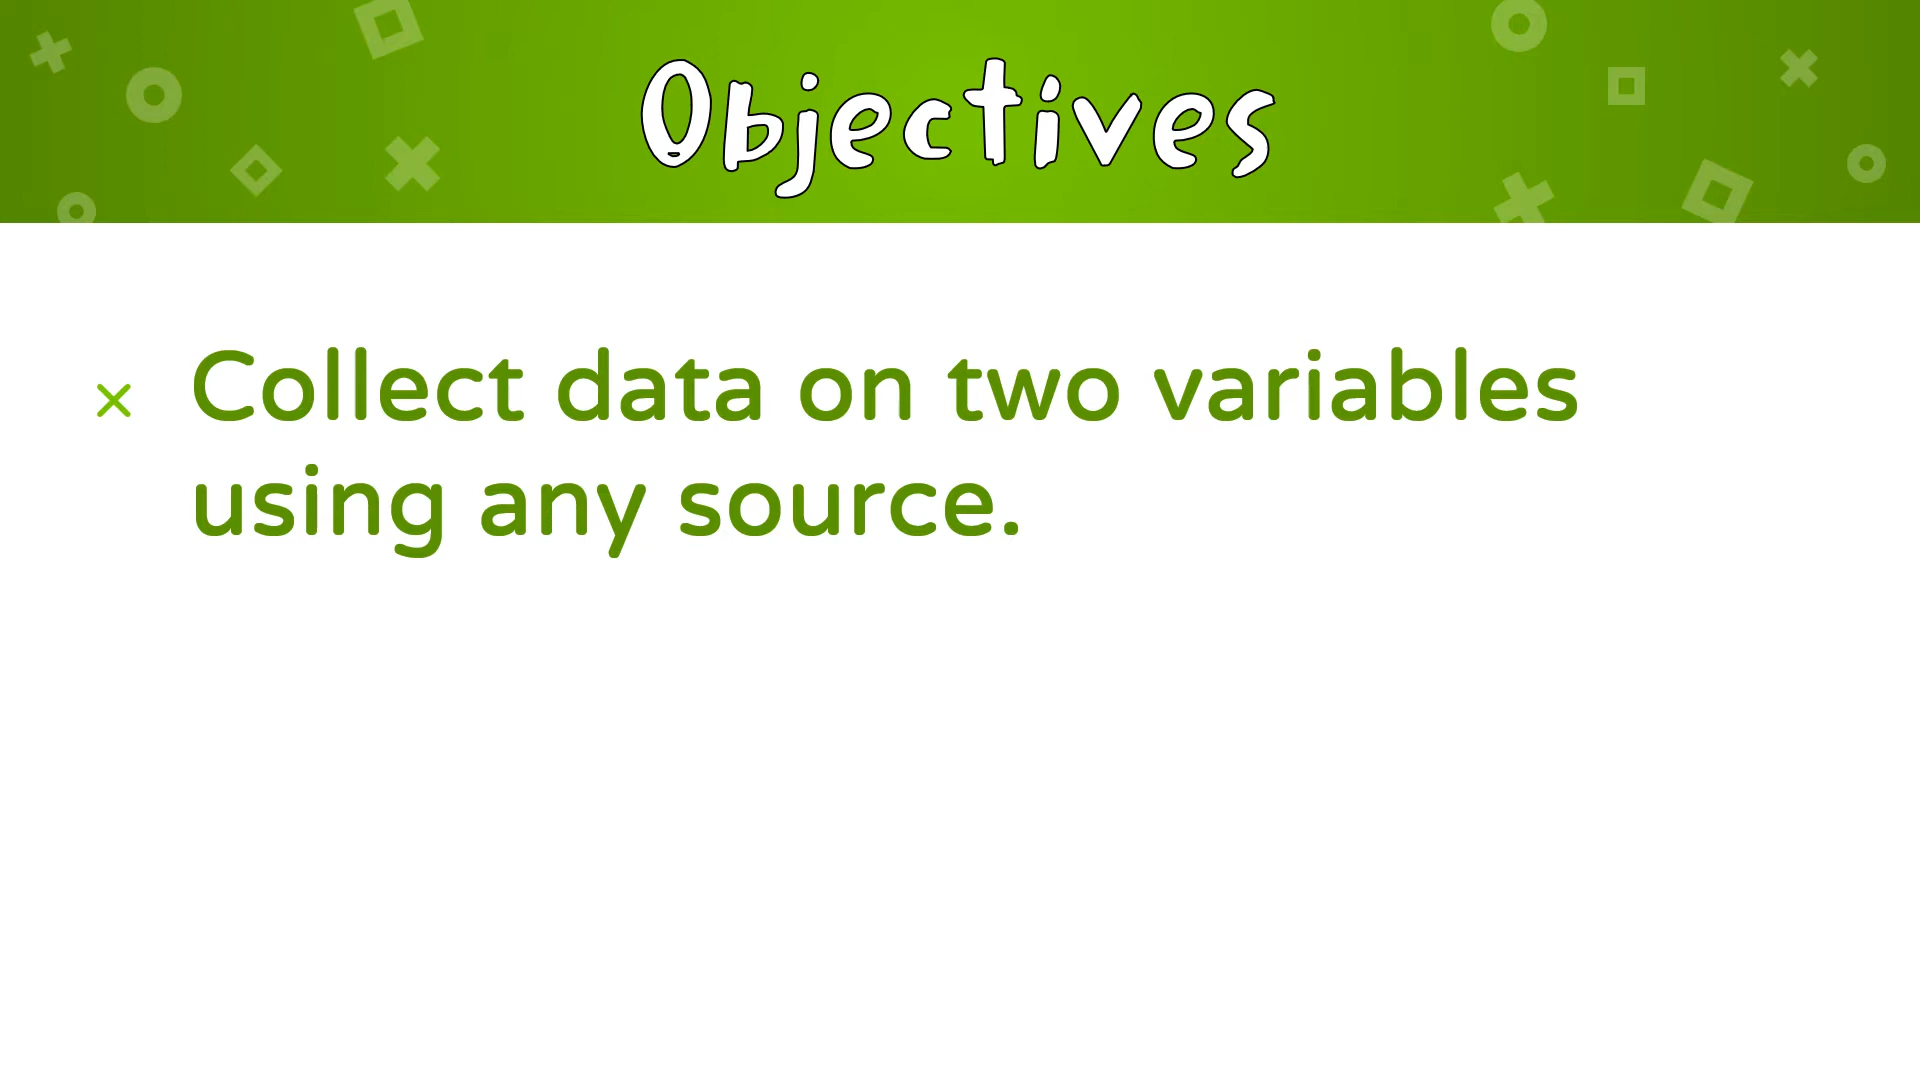 Objectives
Collect data on two variables
using any source.